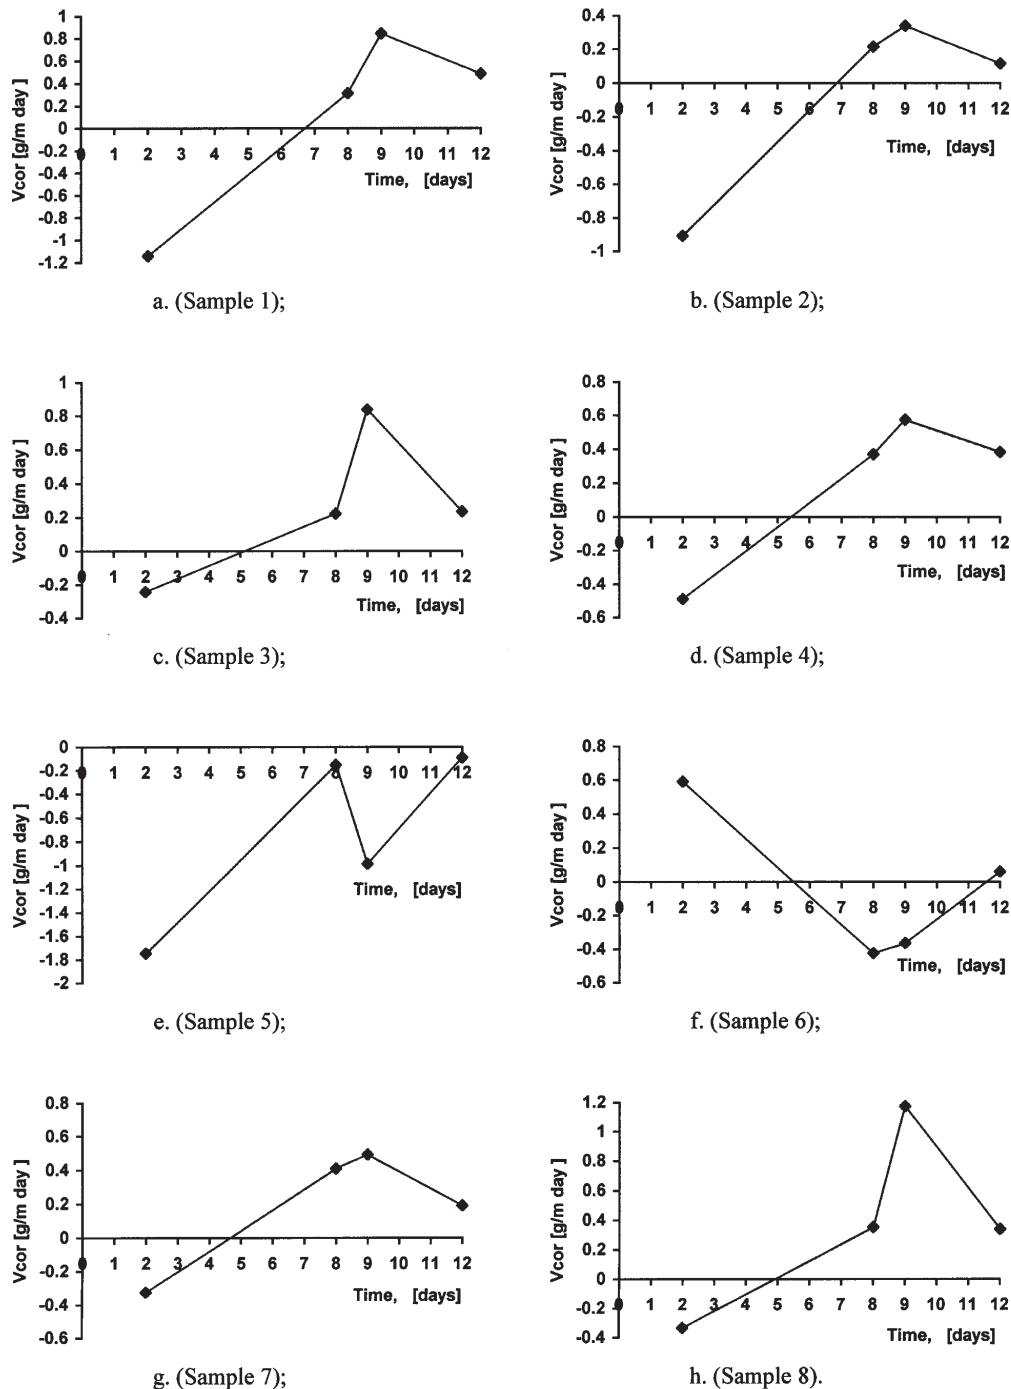 1
0.8
0.6
0.4
0.2
0
-0.2
-0.4
-0.6
-0.8
-1
-1.2
Vcor [g/m day ]
0 1 2 3 4 5 6 7 8 9 10 11 12
Time, [days]
a. (Sample 1);
0.4
0.2
0
-0.2
-0.4
-0.6
-0.8
-1
Vcor [g/m day ]
0 1 2 3 4 5 6 7 8 9 10 11 12
Time, [days]
b. (Sample 2);
1
0.8
0.6
0.4
0.2
0
-0.2
-0.4
Vcor [g/m day ]
0 1 2 3 4 5 6 7 8 9 10 11 12
Time, [days]
c. (Sample 3);
0.8
0.6
0.4
0.2
0
-0.2
-0.4
-0.6
Vcor [g/m day ]
0 1 2 3 4 5 6 7 8 9 10 11 12
Time, [days]
d. (Sample 4);
0
-0.2
-0.4
-0.6
-0.8
-1
-1.2
-1.4
-1.6
-1.8
-2
Vcor [g/m day ]
0 1 2 3 4 5 6 7 8 9 10 11 12
Time, [days]
e. (Sample 5);
0.8
0.6
0.4
0.2
0
-0.2
-0.4
-0.6
Vcor [g/m day ]
0 1 2 3 4 5 6 7 8 9 10 11 12
Time, [days]
f. (Sample 6);
0.8
0.6
0.4
0.2
0
-0.2
-0.4
-0.6
Vcor [g/m day ]
0 1 2 3 4 5 6 7 8 9 10 11 12
Time, [days]
g. (Sample 7);
1.2
1
0.8
0.6
0.4
0.2
0
-0.2
-0.4
Vcor [g/m day ]
0 1 2 3 4 5 6 7 8 9 10 11 12
Time, [days]
h. (Sample 8).